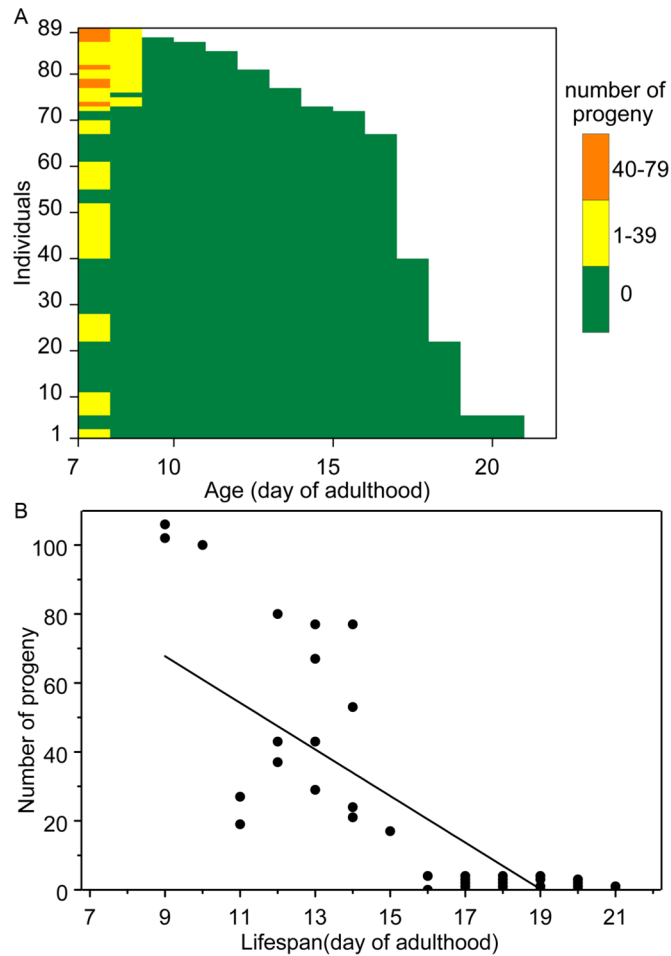 A
89
80
70
60
50
40
30
20
10
1
Individuals
7 10 15 20
Age (day of adulthood)
number of
progeny
40-79
1-39
0
B
100
80
60
40
20
0
Number of progeny
7 9 11 13 15 17 19 21
Lifespan(day of adulthood)